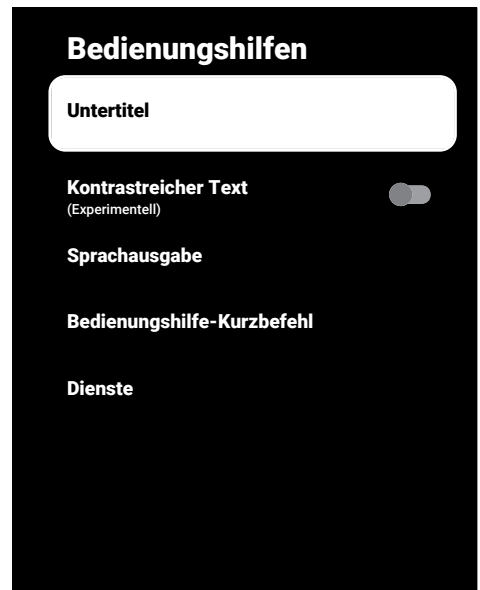 Bedienungshilfen
Untertitel
Kontrastreicher Text
(Experimentell)
Sprachausgabe
Bedienungshilfe-Kurzbefehl
Dienste